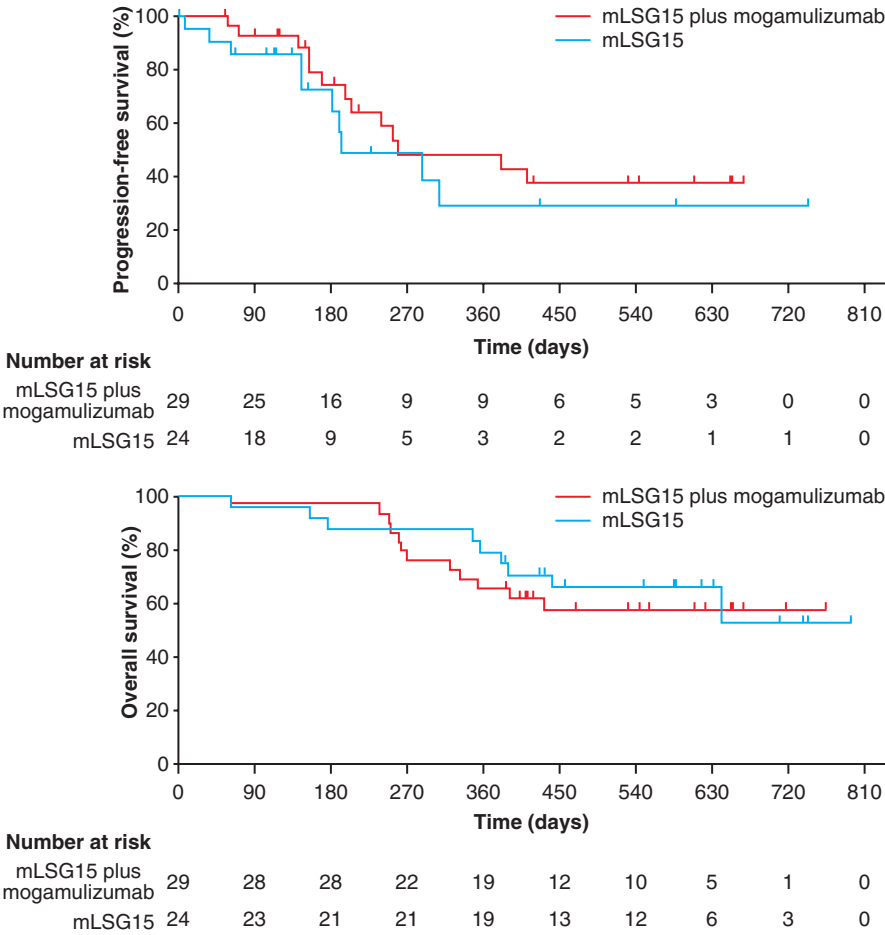 Progression-free survival (%)
100
80
60
40
20
0
mLSG15 plus mogamulizumab
mLSG15
0 90 180 270 360 450 540 630 720 810
Time (days)
Number at risk
mLSG15 plus
mogamulizumab 29 25 16 9 9 6 5 3 0 0
mLSG15 24 18 9 5 3 2 2 1 1 0
Overall survival (%)
100
80
60
40
20
0
mLSG15 plus mogamulizumab
mLSG15
0 90 180 270 360 450 540 630 720 810
Time (days)
Number at risk
mLSG15 plus
mogamulizumab 29 28 28 22 19 12 10 5 1 0
mLSG15 24 23 21 21 19 13 12 6 3 0